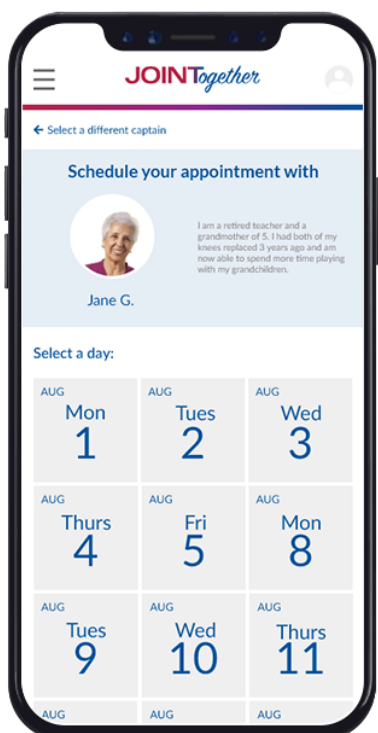 JOINTogether
← Select a different captain
Schedule your appointment with
I am a retired teacher and a
grandmother of 5. I had both of my
knees replaced 3 years ago and am
now able to spend more time playing
with my grandchildren.
Jane G.
Select a day:
AUG AUG AUG
Mon Tues Wed
1 2 3
AUG AUG AUG
Thurs Fri Mon
4 5 8
AUG AUG AUG
Tues Wed Thurs
9 10 11
AUG AUG AUG